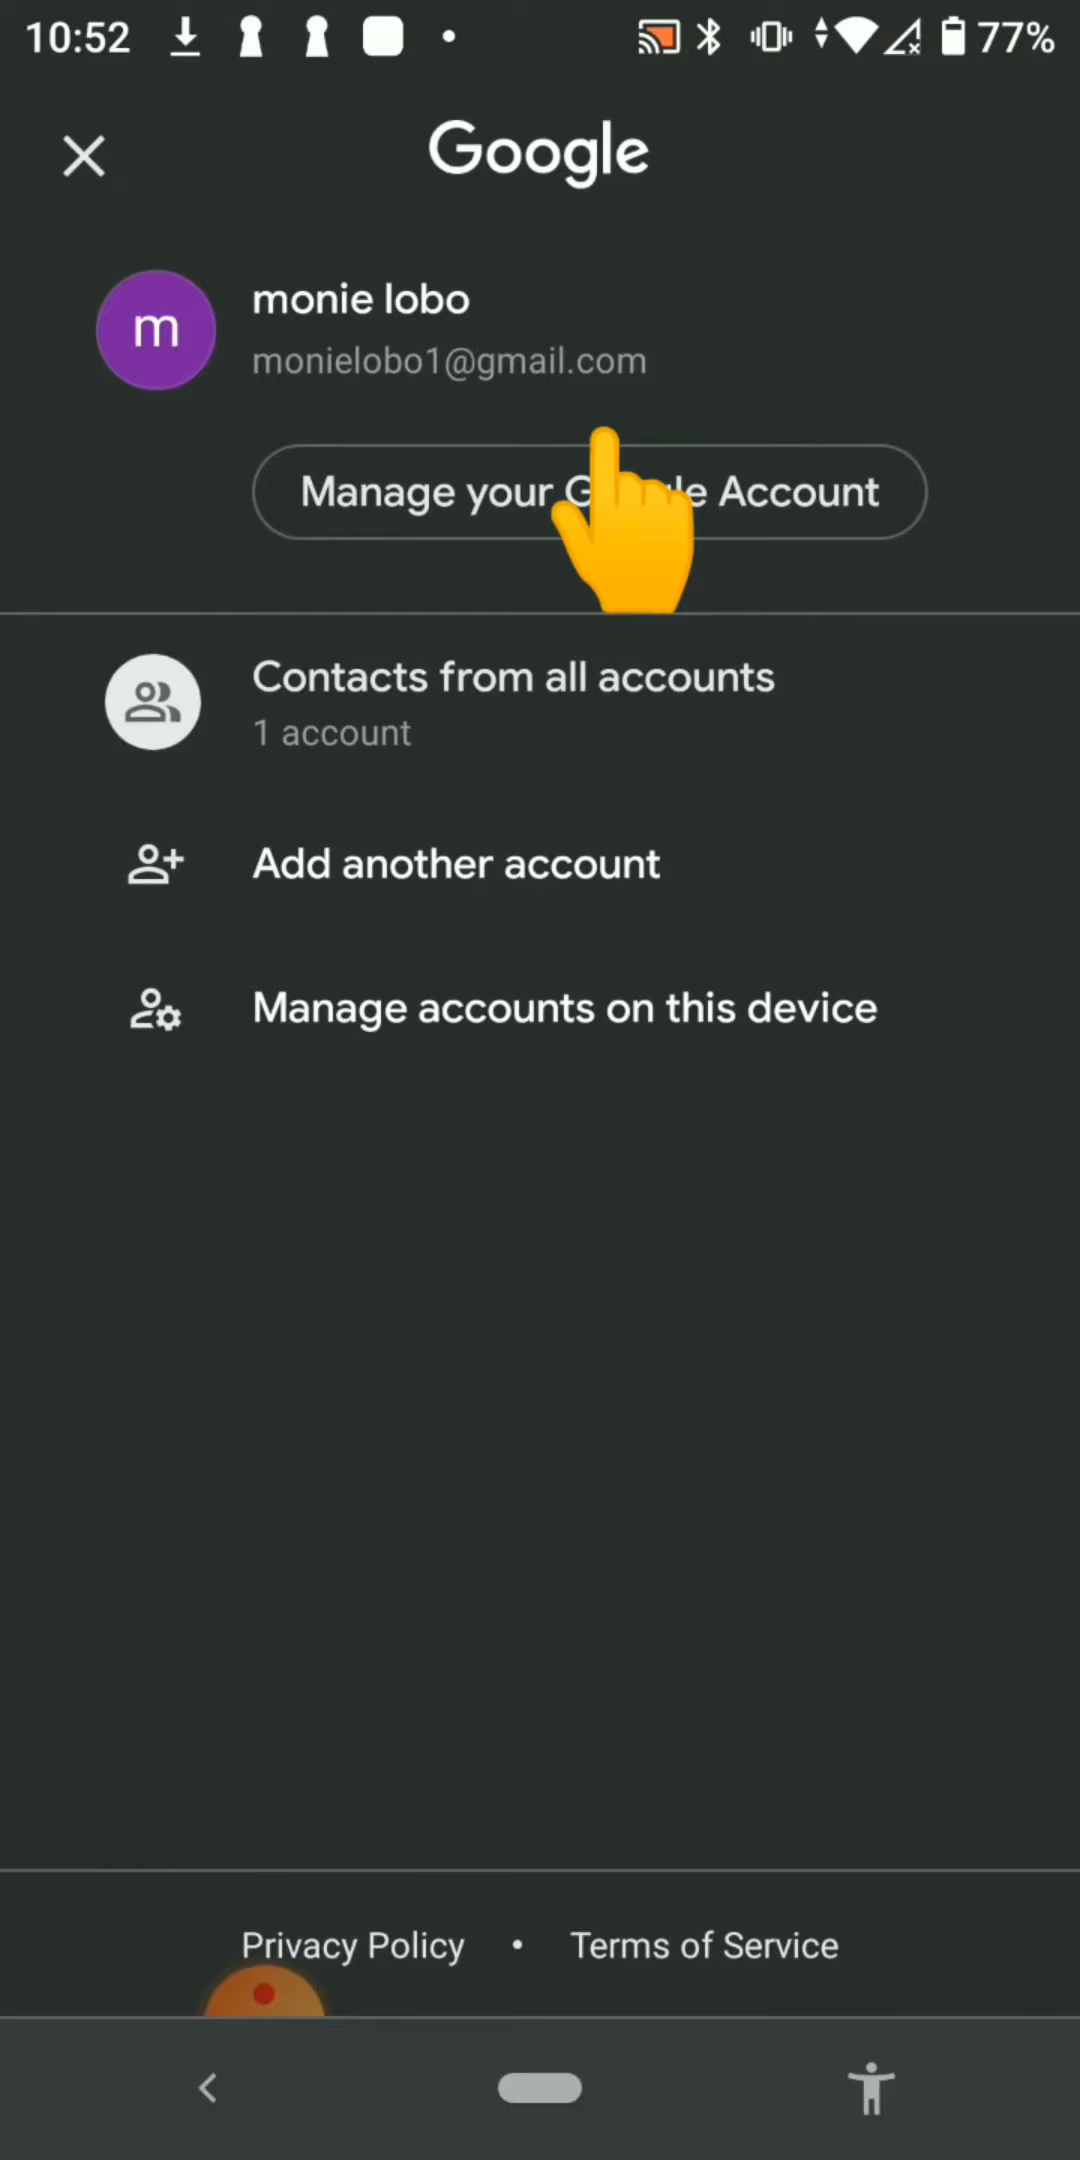 10:52
77%
Google
m
monie lobo
monielobo1@gmail.com
Manage your G le Account
Contacts from all accounts
1 account
Add another account
Manage accounts on this device
Privacy Policy • Terms of Service